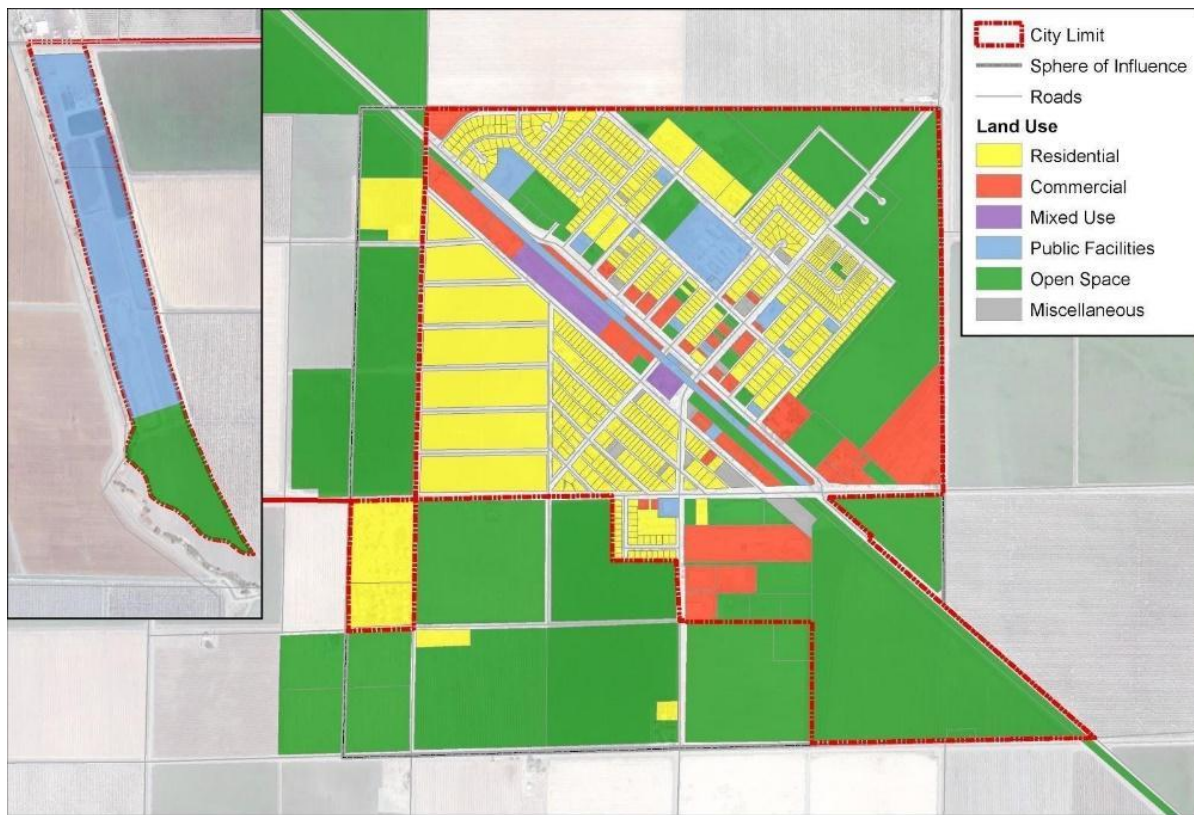 City Limit
Sphere of Influence
Roads
Land Use
Residential
Commercial
Mixed Use
Public Facilities
Open Space
Miscellaneous